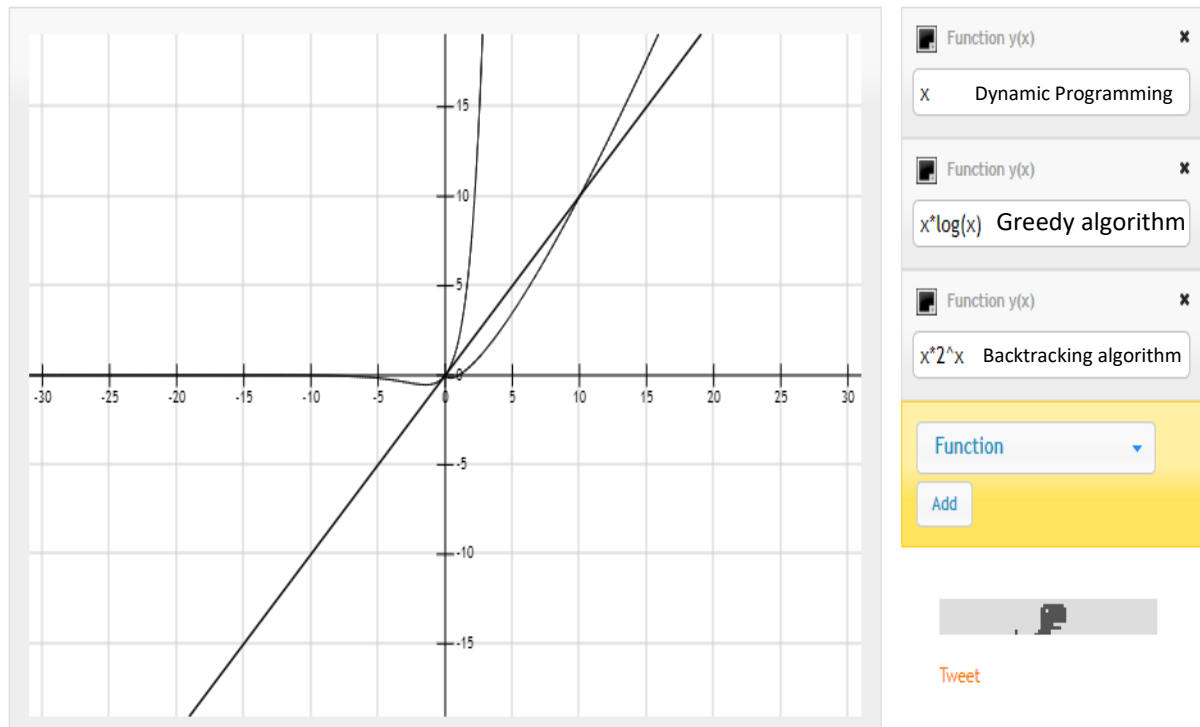 15
10
5
0
-30 -25 -20 -15 -10 -5 0 5 10 15 20 25 30
-5
-10
-15
Function y(x) ×
x Dynamic Programming
Function y(x) ×
x*log(x) Greedy algorithm
Function y(x) ×
x*2^x Backtracking algorithm
Function
Add
Tweet